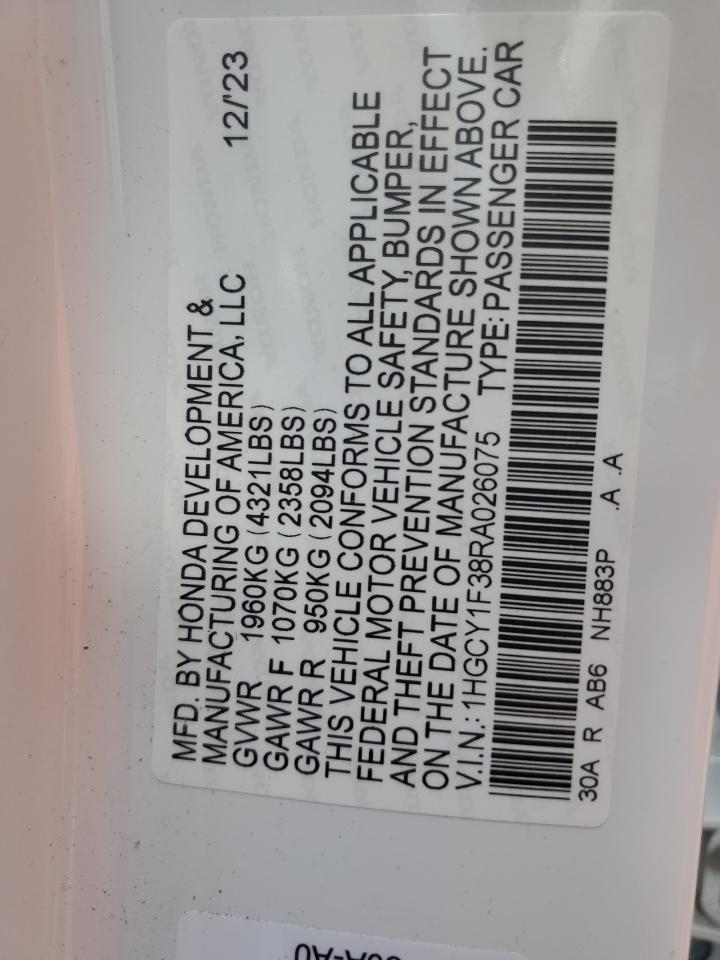 MFD. BY HONDA DEVELOPMENT &
MANUFACTURING OF AMERICA, LLC 12/'23
GVWR 1960KG (4321LBS)
GAWR F 1070KG (2358LBS)
GAWR R 950KG (2094LBS)
THIS VEHICLE CONFORMS TO ALL APPLICABLE
FEDERAL MOTOR VEHICLE SAFETY, BUMPER,
AND THEFT PREVENTION STANDARDS IN EFFECT
ON THE DATE OF MANUFACTURE SHOWN ABOVE.
V.I.N.: 1HGCY1F38RA026075 TYPE: PASSENGER CAR
30A R AB6 NH883P .A .A